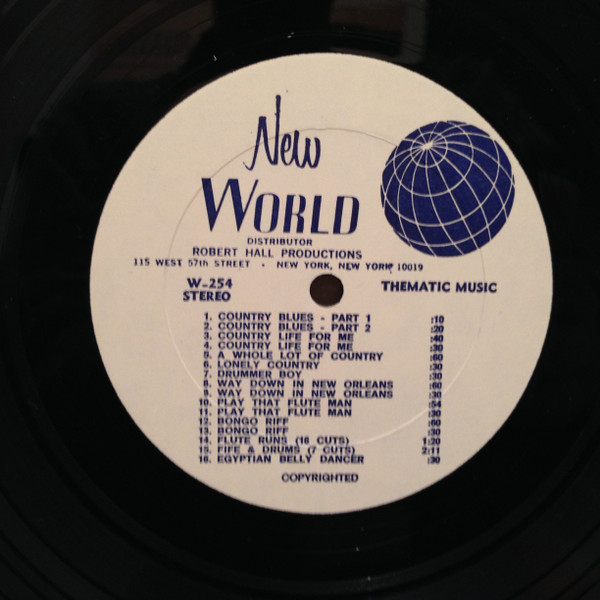 New
WORLD
DISTRIBUTOR
ROBERT HALL PRODUCTIONS
115 WEST 57th STREET - NEW YORK, NEW YORK 10019
W-254
STEREO
THEMATIC MUSIC
1. COUNTRY BLUES - PART 1 :10
2. COUNTRY BLUES - PART 2 :20
3. COUNTRY LIFE FOR ME :40
4. COUNTRY LIFE FOR ME :30
5. A WHOLE LOT OF COUNTRY :60
6. LONELY COUNTRY :30
7. DRUMMER BOY :30
8. WAY DOWN IN NEW ORLEANS :60
9. WAY DOWN IN NEW ORLEANS :30
10. PLAY THAT FLUTE MAN :54
11. PLAY THAT FLUTE MAN :30
12. BONGO RIFF :60
13. BONGO RIFF :30
14. FLUTE RUNS (16 CUTS) 1:20
15. FIFE & DRUMS (7 CUTS) 2:11
16. EGYPTIAN BELLY DANCER :30
COPYRIGHTED